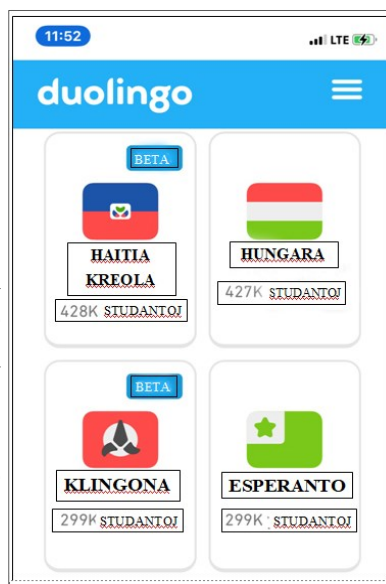 11:52
LTE
duolingo
BETA
HAITIA
KREOLA
428K STUDANTOJ
HUNGARA
427K STUDANTOJ
BETA
KLINGONA
299K STUDANTOJ
ESPERANTO
299K STUDANTOJ